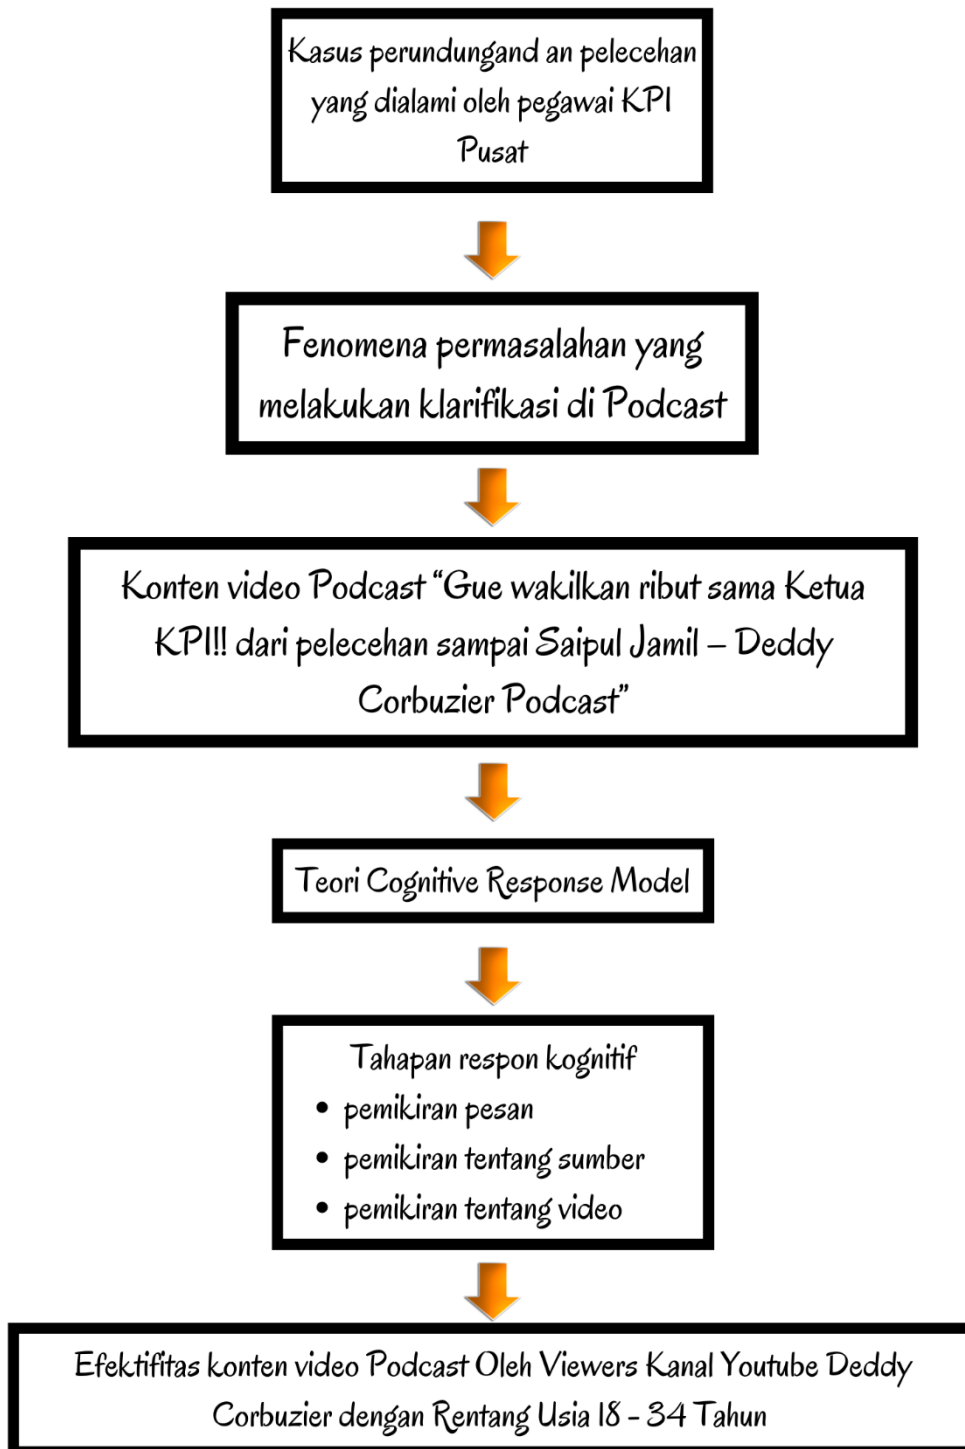 Kasus perundungand an pelecehan
yang dialami oleh pegawai KPI
Pusat
Fenomena permasalahan yang
melakukan klarifikasi di Podcast
Konten video Podcast “Gue wakilkan ribut sama Ketua
KPI!! dari pelecehan sampai Saipul Jamil – Deddy
Corbuzier Podcast”
Teori Cognitive Response Model
Tahapan respon kognitif
• pemikiran pesan
• pemikiran tentang sumber
• pemikiran tentang video
Efektifitas konten video Podcast Oleh Viewers Kanal Youtube Deddy
Corbuzier dengan Rentang Usia 18 - 34 Tahun